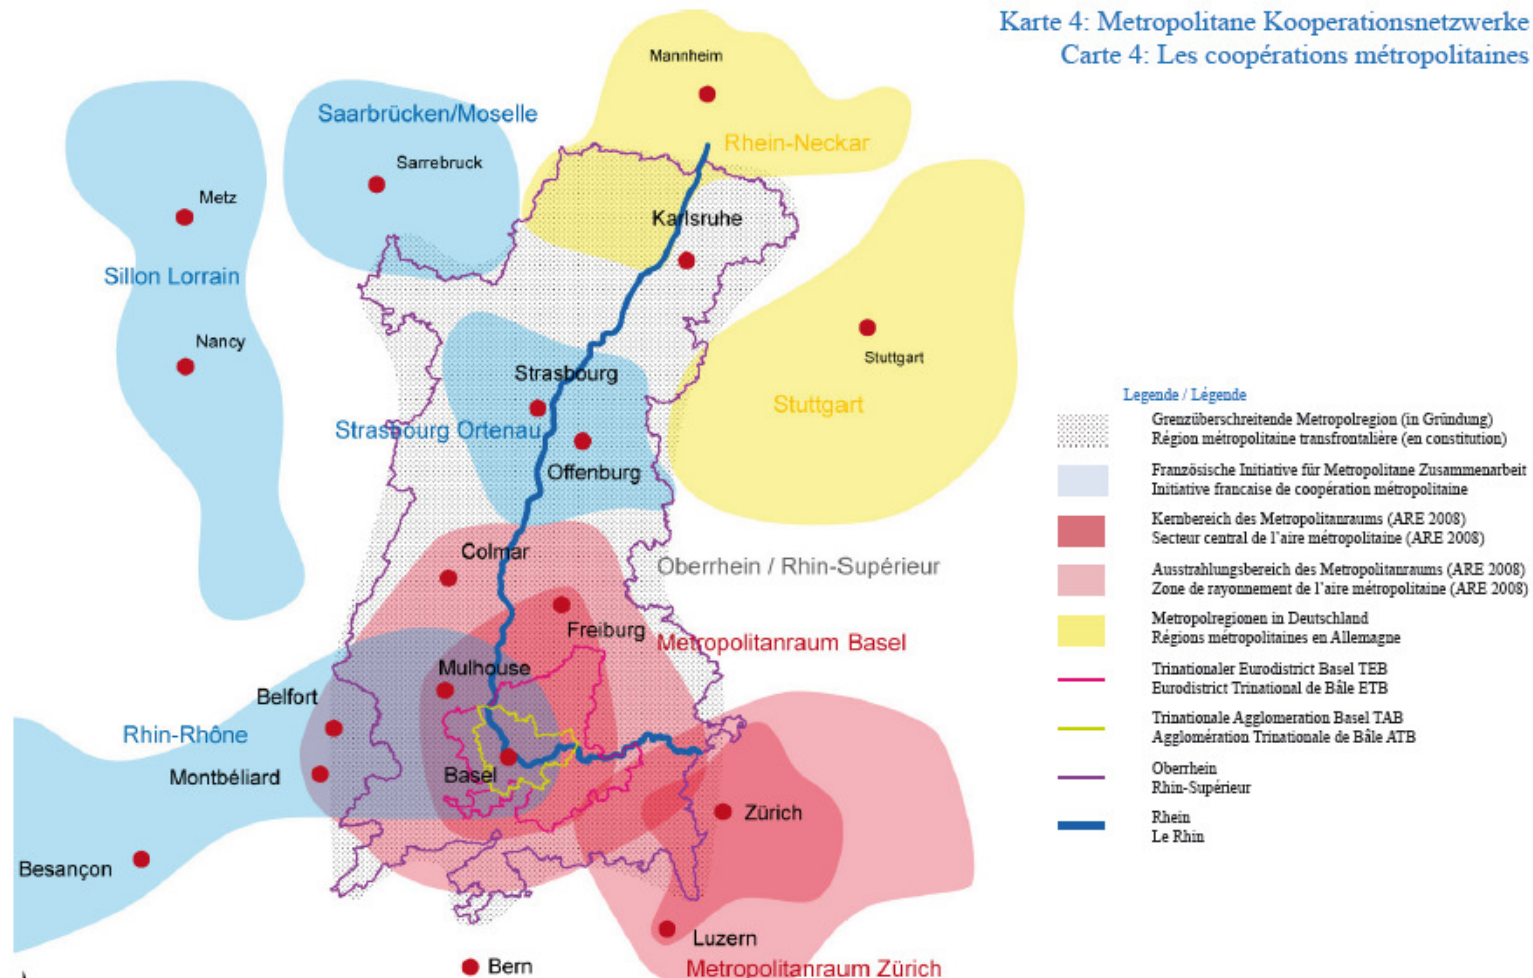 Karte 4: Metropolitane Kooperationsnetzwerke
Carte 4: Les coopérations métropolitaines
Mannheim
Rhein-Neckar
Saarbrücken/Moselle
Sarrebruck
Metz
Karlsruhe
Sillon Lorrain
Nancy
Stuttgart
Strasbourg
Stuttgart
Strasbourg Ortenau
Offenburg
Colmar
Oberrhein / Rhin-Supérieur
Freiburg
Metropolitanraum Basel
Mulhouse
Belfort
Rhin-Rhône
Montbéliard
Basel
Zürich
Besançon
Luzern
Bern
Metropolitanraum Zürich
Legende / Légende
Grenzüberschreitende Metropolregion (in Gründung)
Région métropolitaine transfrontalière (en constitution)
Französische Initiative für Metropolitane Zusammenarbeit
Initiative francaise de coopération métropolitaine
Kernbereich des Metropolitanraums (ARE 2008)
Secteur central de l'aire métropolitaine (ARE 2008)
Ausstrahlungsbereich des Metropolitanraums (ARE 2008)
Zone de rayonnement de l'aire métropolitaine (ARE 2008)
Metropolregionen in Deutschland
Régions métropolitaines en Allemagne
Trinationaler Eurodistrict Basel TEB
Eurodistrict Trinational de Bâle ETB
Trinationale Agglomeration Basel TAB
Agglomération Trinationale de Bâle ATB
Oberrhein
Rhin-Supérieur
Rhein
Le Rhin